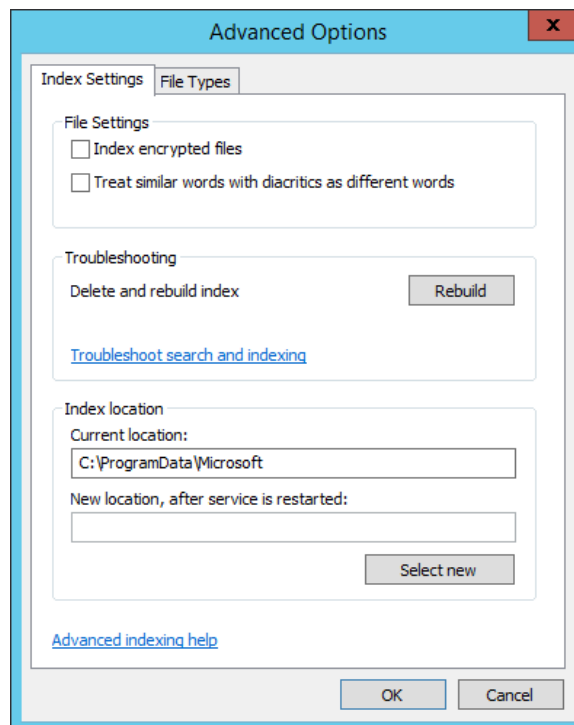 Advanced Options
x
Index Settings
File Types
File Settings
Index encrypted files
Treat similar words with diacritics as different words
Troubleshooting
Delete and rebuild index
Rebuild
Troubleshoot search and indexing
Index location
Current location:
C:\ProgramData\Microsoft
New location, after service is restarted:
Select new
Advanced indexing help
OK
Cancel